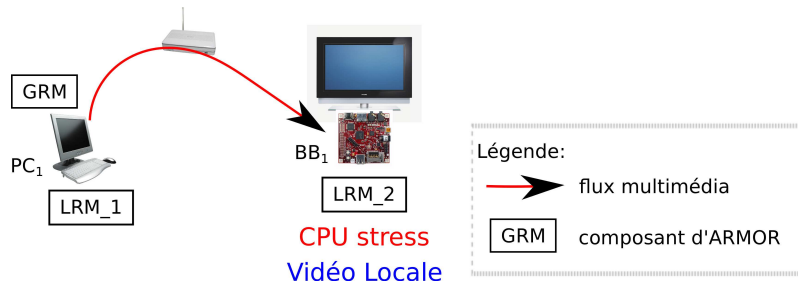 GRM
PC1
LRM_1
BB1
LRM_2
CPU stress
Vidéo Locale
Légende:
flux multimédia
GRM
composant d'ARMOR